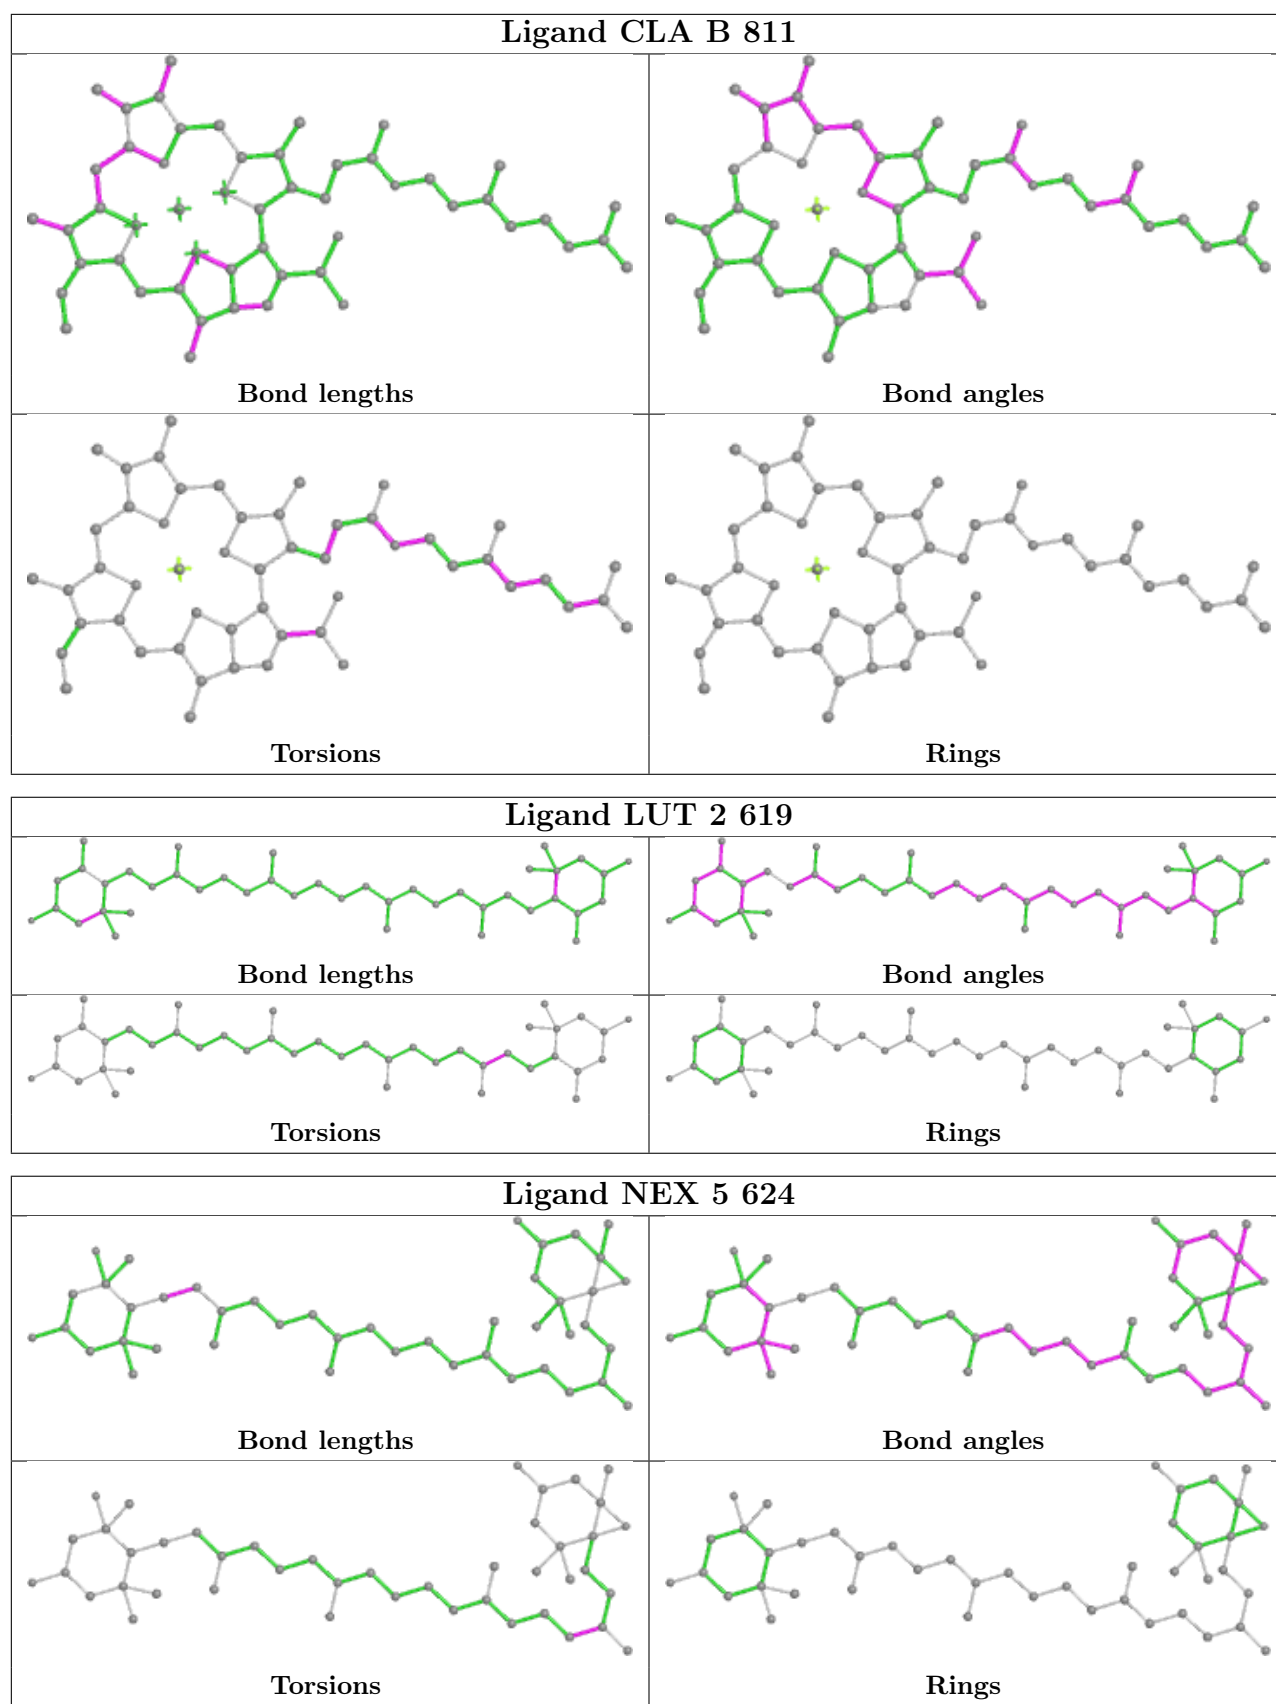 Ligand CLA B 811
Bond lengths
Bond angles
Torsions
Rings
Ligand LUT 2 619
Bond lengths
Bond angles
Torsions
Rings
Ligand NEX 5 624
Bond lengths
Bond angles
Torsions
Rings